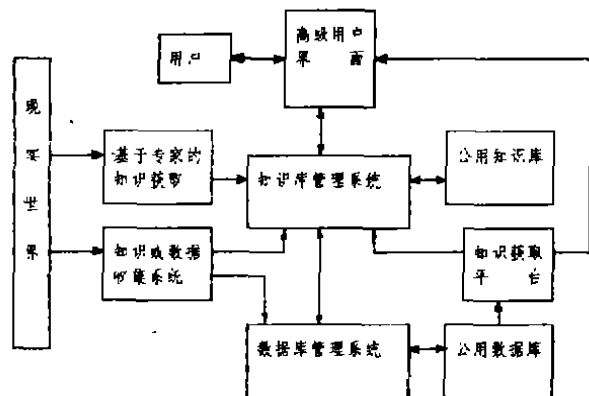 高级用户
界 面
用户
现
实
世
界
基于专家的
知识获取
知识库管理系统
公用知识库
知识或数据
收集系统
知识获取
平 台
数据库管理系统
公用数据库